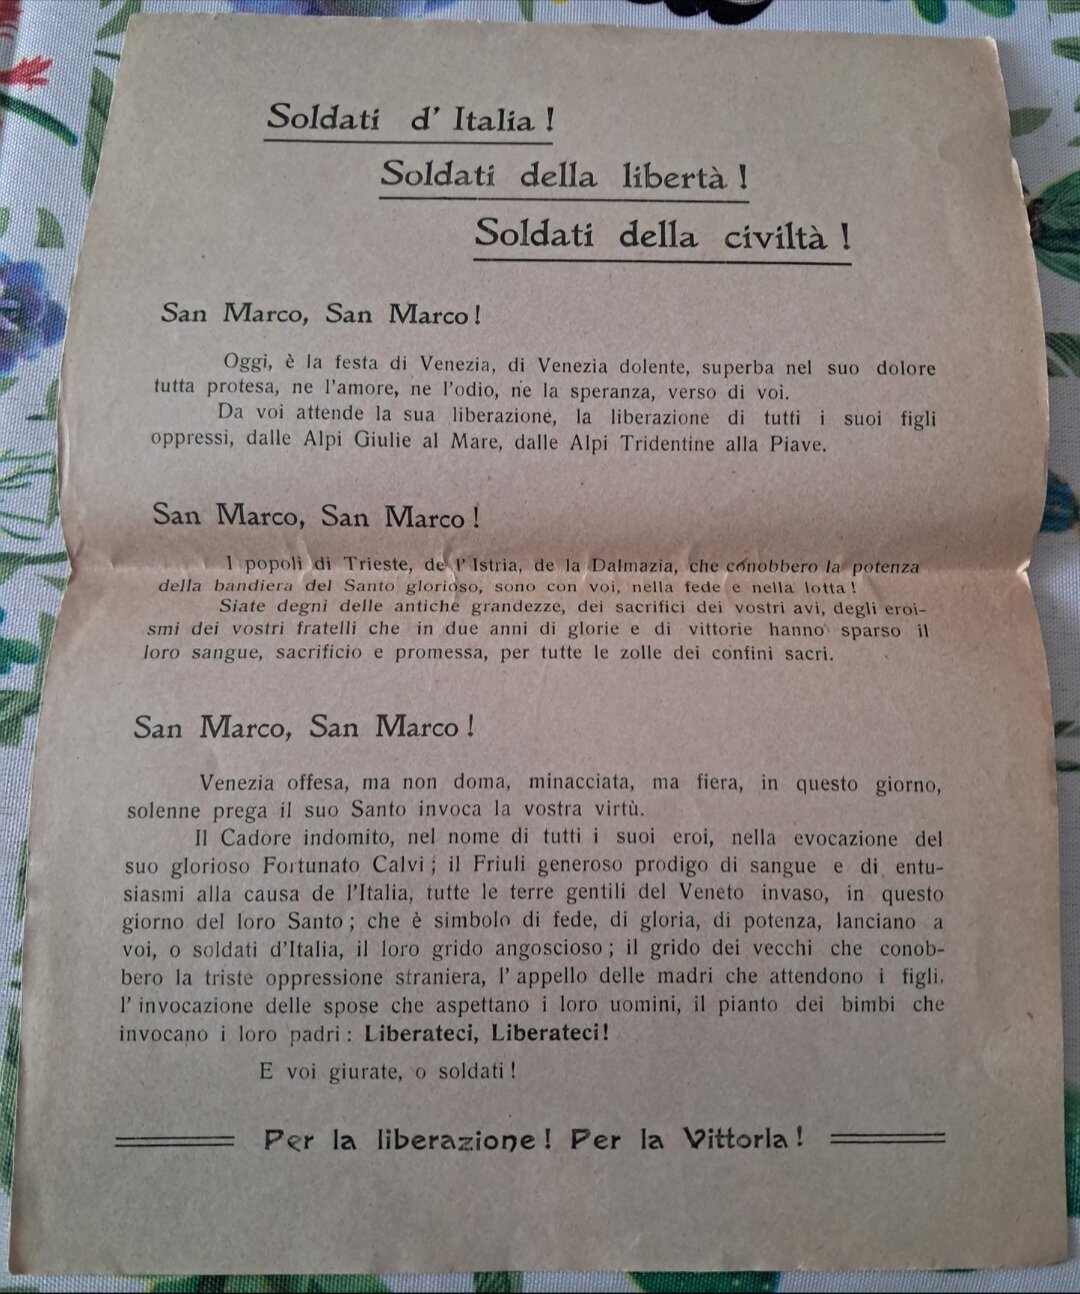 Soldati d' Italia !
Soldati della libertà !
Soldati della civiltà !
San Marco, San Marco !
Oggi, è la festa di Venezia, di Venezia dolente, superba nel suo dolore
tutta protesa, ne l'amore, ne l'odio, ne la speranza, verso di voi.
Da voi attende la sua liberazione, la liberazione di tutti i suoi figli
oppressi, dalle Alpi Giulie al Mare, dalle Alpi Tridentine alla Piave.
San Marco, San Marco !
I popoli di Trieste, de l' Istria, de la Dalmazia, che conobbero la potenza
della bandiera del Santo glorioso, sono con voi, nella fede e nella lotta !
Siate degni delle antiche grandezze, dei sacrifici dei vostri avi, degli eroi-
smi dei vostri fratelli che in due anni di glorie e di vittorie hanno sparso il
loro sangue, sacrificio e promessa, per tutte le zolle dei confini sacri.
San Marco, San Marco !
Venezia offesa, ma non doma, minacciata, ma fiera, in questo giorno,
solenne prega il suo Santo invoca la vostra virtù.
Il Cadore indomito, nel nome di tutti i suoi eroi, nella evocazione del
suo glorioso Fortunato Calvi ; il Friuli generoso prodigo di sangue e di entu-
siasmi alla causa de l'Italia, tutte le terre gentili del Veneto invaso, in questo
giorno del loro Santo ; che è simbolo di fede, di gloria, di potenza, lanciano a
voi, o soldati d'Italia, il loro grido angoscioso ; il grido dei vecchi che conob-
bero la triste oppressione straniera, l' appello delle madri che attendono i figli,
l' invocazione delle spose che aspettano i loro uomini, il pianto dei bimbi che
invocano i loro padri : Liberateci, Liberateci!
E voi giurate, o soldati !
Per la liberazione ! Per la Vittoria !